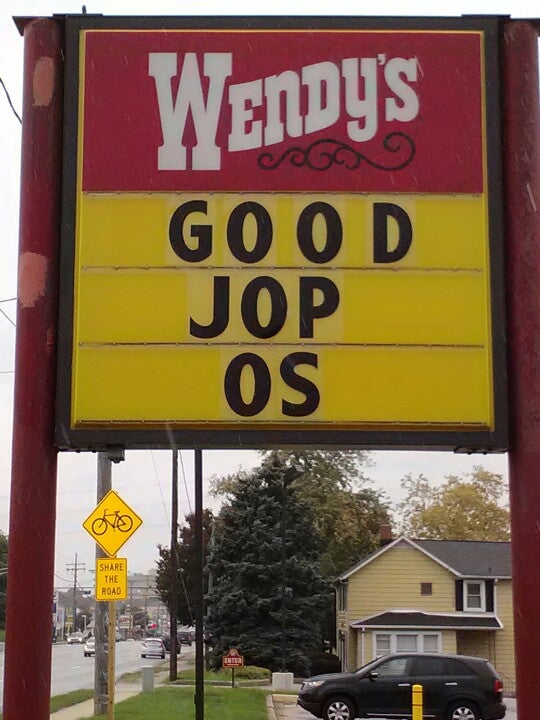 WENDY'S
GOOD
JOP
OS
SHARE
THE
ROAD
ENTER